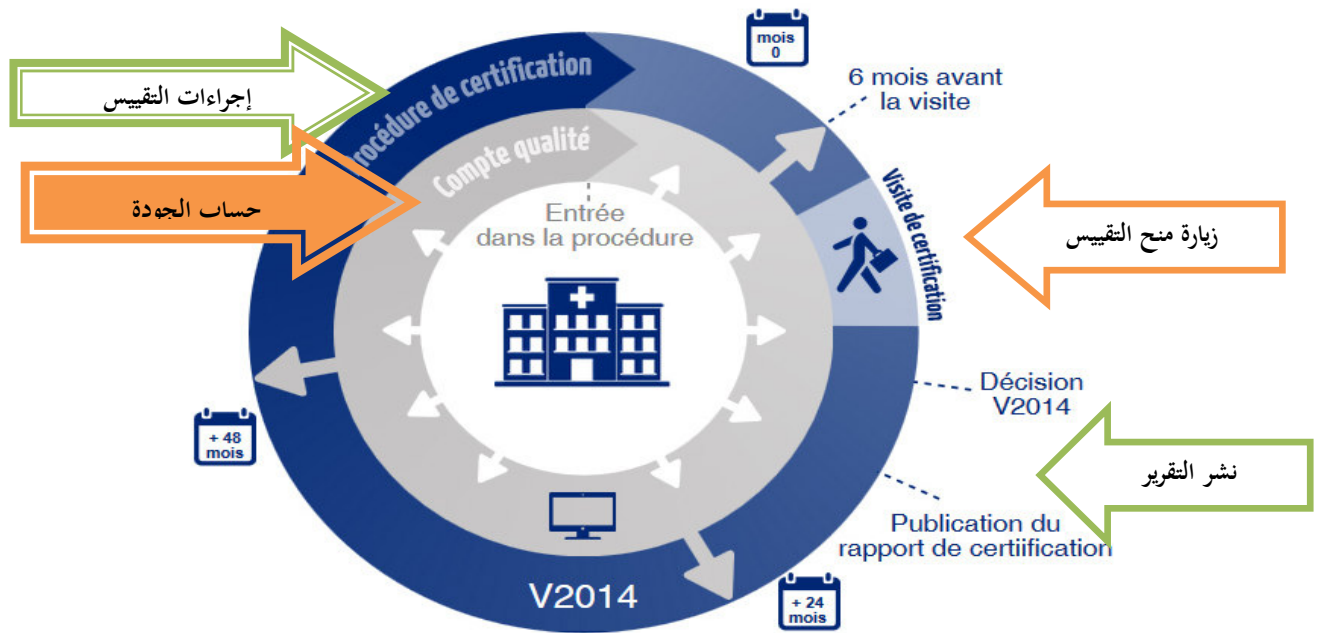 mois
0
6 mois avant
la visite
إجراءات التقييس
Procédure de certification
Compte qualité
حساب الجودة
Entrée
dans la procédure
Visite de certification
زيارة منح التقييس
Décision
V2014
+ 48
mois
نشر التقرير
Publication du
rapport de certiification
V2014
+ 24
mois